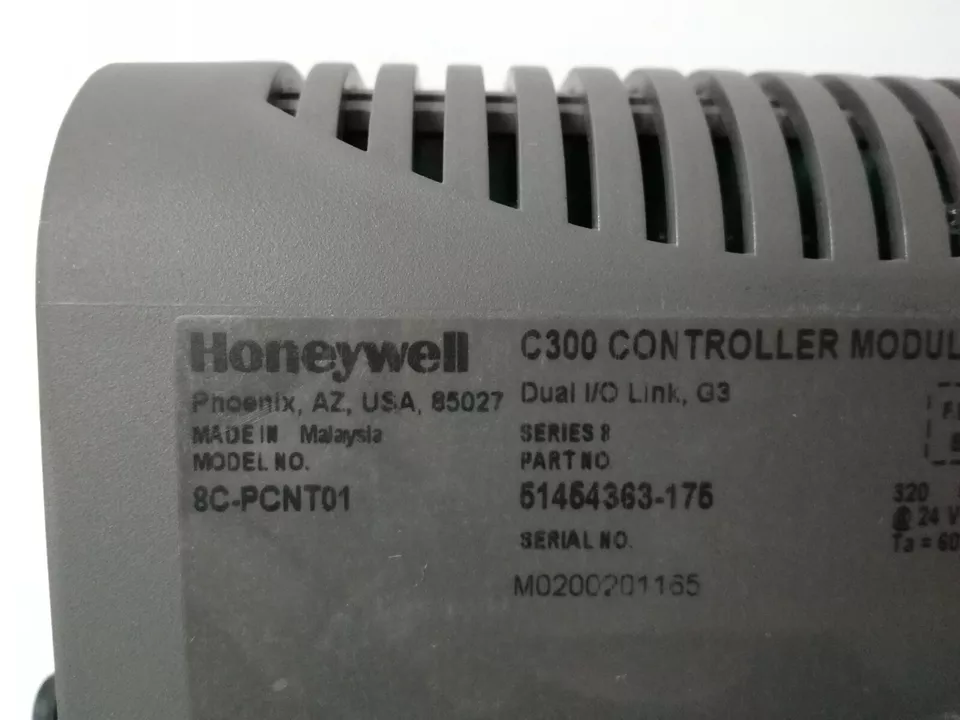 Honeywell
Phoenix, AZ, USA, 85027
MADE IN Malaysia
MODEL NO.
8C-PCNT01
C300 CONTROLLER MODUL
Dual I/O Link, G3
SERIES 8
PART NO
51454363-175
SERIAL NO.
M0200201165
320
@ 24 V
Ta = 60